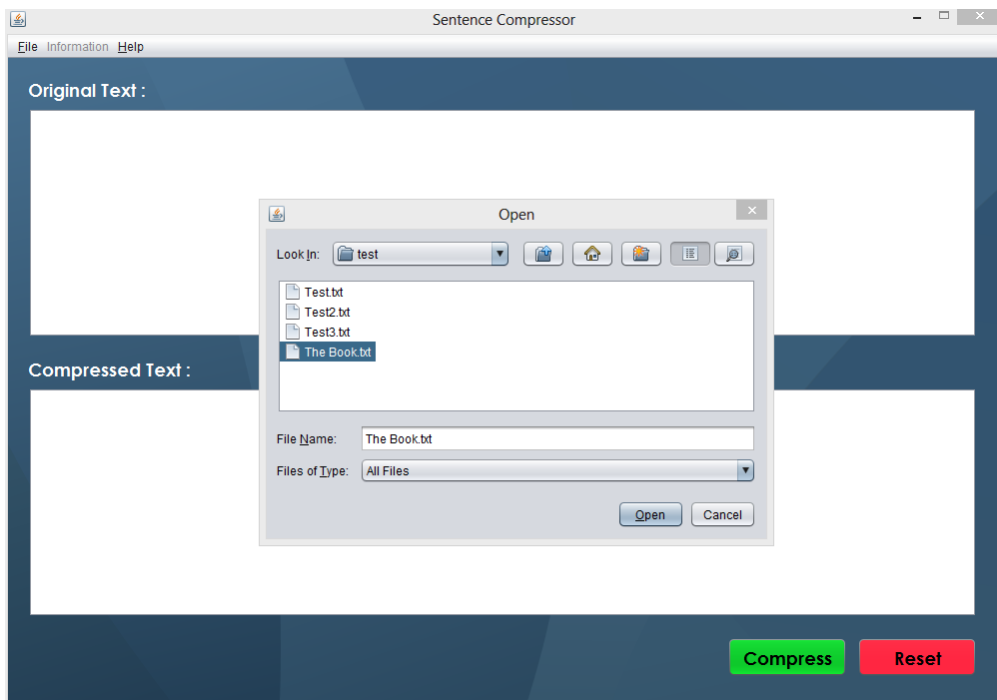 Sentence Compressor
File Information Help
Original Text :
Open
Look In: test
Test.txt
Test2.txt
Test3.txt
The Book.txt
File Name: The Book.txt
Files of Type: All Files
Open Cancel
Compressed Text :
Compress Reset